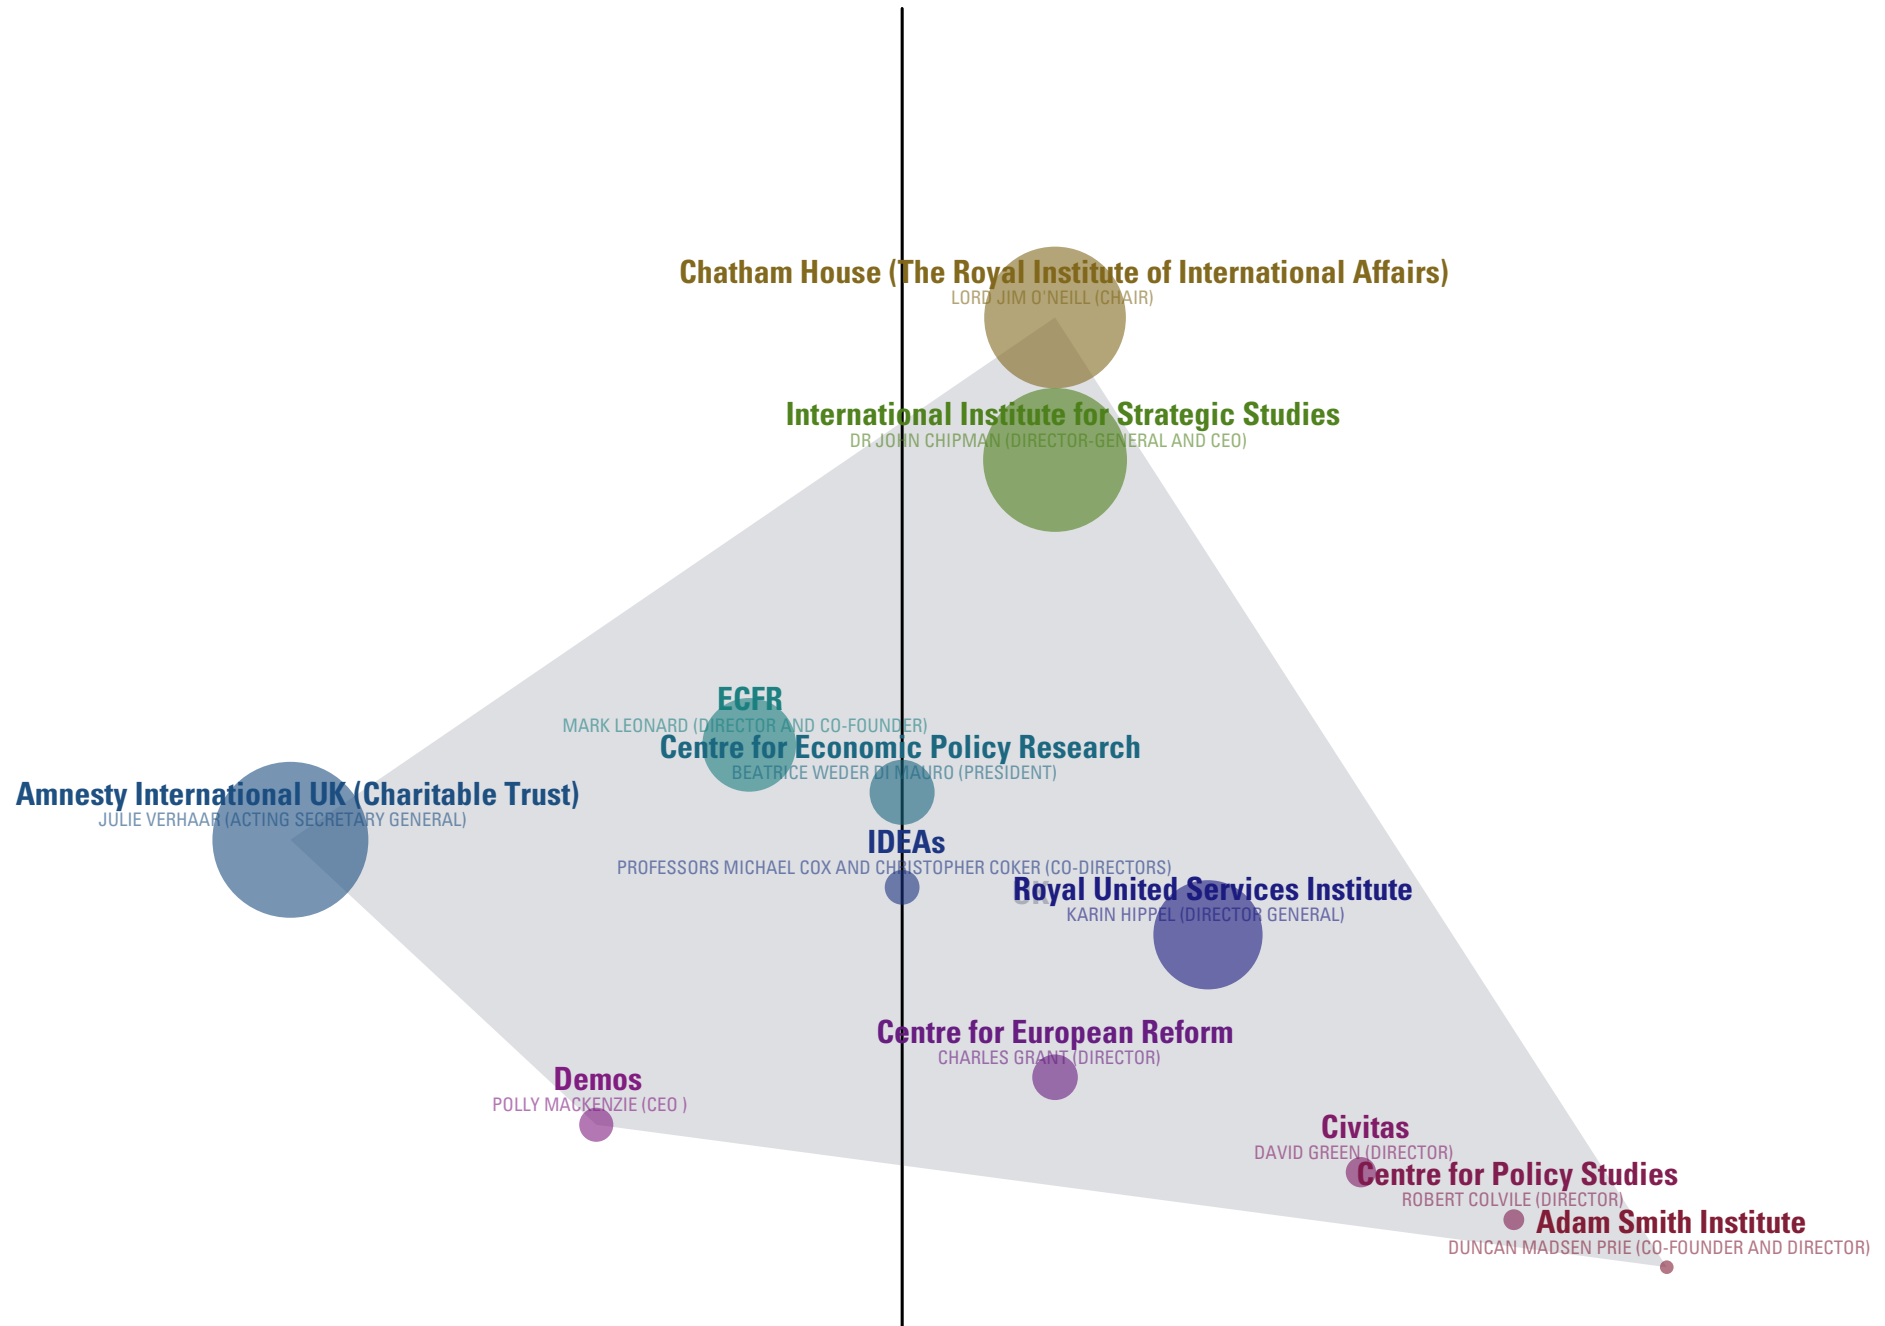 Chatham House (The Royal Institute of International Affairs)
LORD JIM O'NEILL (CHAIR)
International Institute for Strategic Studies
DR JOHN CHIPMAN (DIRECTOR-GENERAL AND CEO)
ECFR
MARK LEONARD (DIRECTOR AND CO-FOUNDER)
Centre for Economic Policy Research
BEATRICE WEDER DI MAURO (PRESIDENT)
Amnesty International UK (Charitable Trust)
JULIE VERHAAR (ACTING SECRETARY GENERAL)
IDEAs
PROFESSORS MICHAEL COX AND CHRISTOPHER COKER (CO-DIRECTORS)
UK
Royal United Services Institute
KARIN HIPPEL (DIRECTOR GENERAL)
Centre for European Reform
CHARLES GRANT (DIRECTOR)
Demos
POLLY MACKENZIE (CEO )
Civitas
DAVID GREEN (DIRECTOR)
Centre for Policy Studies
ROBERT COLVILE (DIRECTOR)
Adam Smith Institute
DUNCAN MADSEN PRIE (CO-FOUNDER AND DIRECTOR)